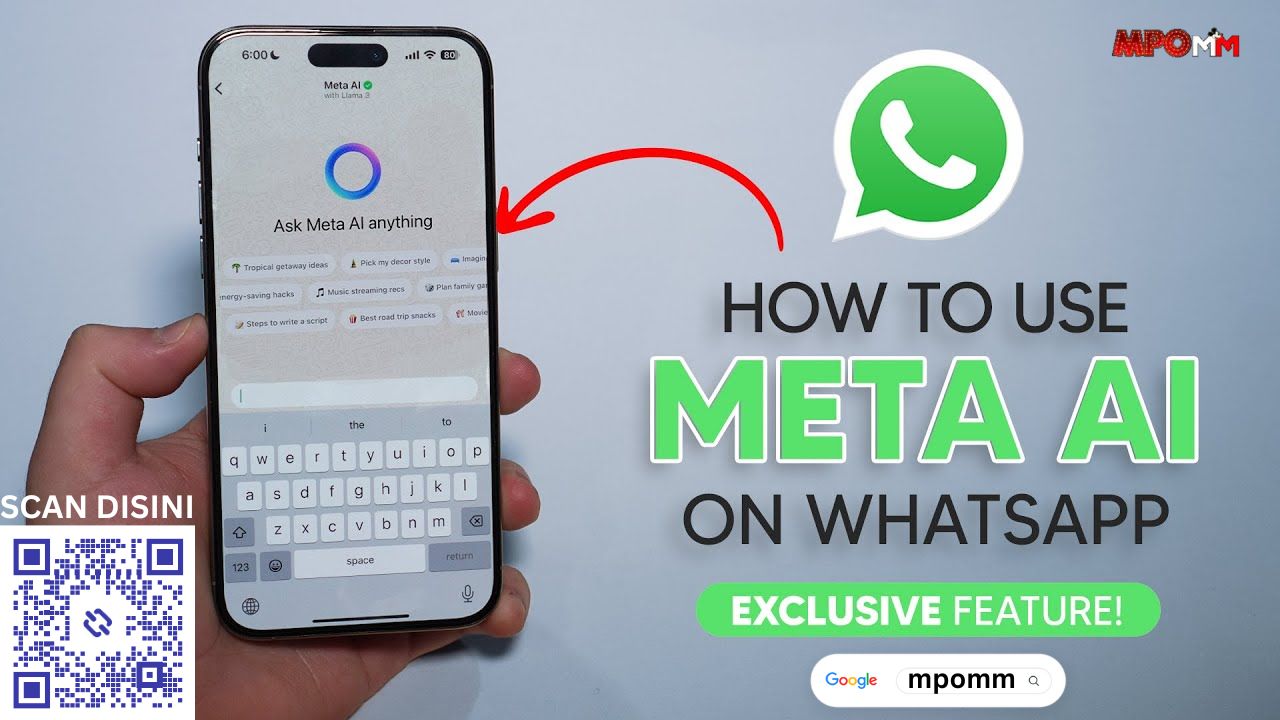 6:00
80
Meta AI
with Llama 3
Ask Meta AI anything
Tropical getaway ideas
Pick my decor style
Imagin
nergy-saving hacks
Music streaming recs
Plan family ga
Steps to write a script
Best road trip snacks
Movie
i the to
q w e r t y u i o p
a s d f g h j k l
z x c v b n m
123 space return
MPOMM
HOW TO USE
META AI
ON WHATSAPP
EXCLUSIVE FEATURE!
Google mpomm
SCAN DISINI